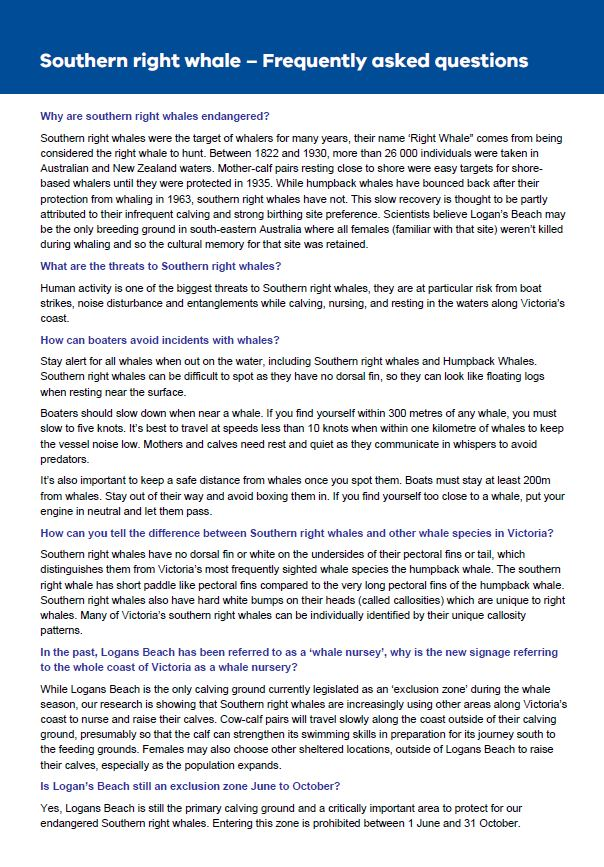 Southern right whale – Frequently asked questions
Why are southern right whales endangered?
Southern right whales were the target of whalers for many years, their name ‘Right Whale” comes from being
considered the right whale to hunt. Between 1822 and 1930, more than 26 000 individuals were taken in
Australian and New Zealand waters. Mother-calf pairs resting close to shore were easy targets for shore-
based whalers until they were protected in 1935. While humpback whales have bounced back after their
protection from whaling in 1963, southern right whales have not. This slow recovery is thought to be partly
attributed to their infrequent calving and strong birthing site preference. Scientists believe Logan’s Beach may
be the only breeding ground in south-eastern Australia where all females (familiar with that site) weren’t killed
during whaling and so the cultural memory for that site was retained.
What are the threats to Southern right whales?
Human activity is one of the biggest threats to Southern right whales, they are at particular risk from boat
strikes, noise disturbance and entanglements while calving, nursing, and resting in the waters along Victoria’s
coast.
How can boaters avoid incidents with whales?
Stay alert for all whales when out on the water, including Southern right whales and Humpback Whales.
Southern right whales can be difficult to spot as they have no dorsal fin, so they can look like floating logs
when resting near the surface.
Boaters should slow down when near a whale. If you find yourself within 300 metres of any whale, you must
slow to five knots. It’s best to travel at speeds less than 10 knots when within one kilometre of whales to keep
the vessel noise low. Mothers and calves need rest and quiet as they communicate in whispers to avoid
predators.
It’s also important to keep a safe distance from whales once you spot them. Boats must stay at least 200m
from whales. Stay out of their way and avoid boxing them in. If you find yourself too close to a whale, put your
engine in neutral and let them pass.
How can you tell the difference between Southern right whales and other whale species in Victoria?
Southern right whales have no dorsal fin or white on the undersides of their pectoral fins or tail, which
distinguishes them from Victoria’s most frequently sighted whale species the humpback whale. The southern
right whale has short paddle like pectoral fins compared to the very long pectoral fins of the humpback whale.
Southern right whales also have hard white bumps on their heads (called callosities) which are unique to right
whales. Many of Victoria’s southern right whales can be individually identified by their unique callosity
patterns.
In the past, Logans Beach has been referred to as a ‘whale nursey’, why is the new signage referring
to the whole coast of Victoria as a whale nursery?
While Logans Beach is the only calving ground currently legislated as an ‘exclusion zone’ during the whale
season, our research is showing that Southern right whales are increasingly using other areas along Victoria’s
coast to nurse and raise their calves. Cow-calf pairs will travel slowly along the coast outside of their calving
ground, presumably so that the calf can strengthen its swimming skills in preparation for its journey south to
the feeding grounds. Females may also choose other sheltered locations, outside of Logans Beach to raise
their calves, especially as the population expands.
Is Logan’s Beach still an exclusion zone June to October?
Yes, Logans Beach is still the primary calving ground and a critically important area to protect for our
endangered Southern right whales. Entering this zone is prohibited between 1 June and 31 October.